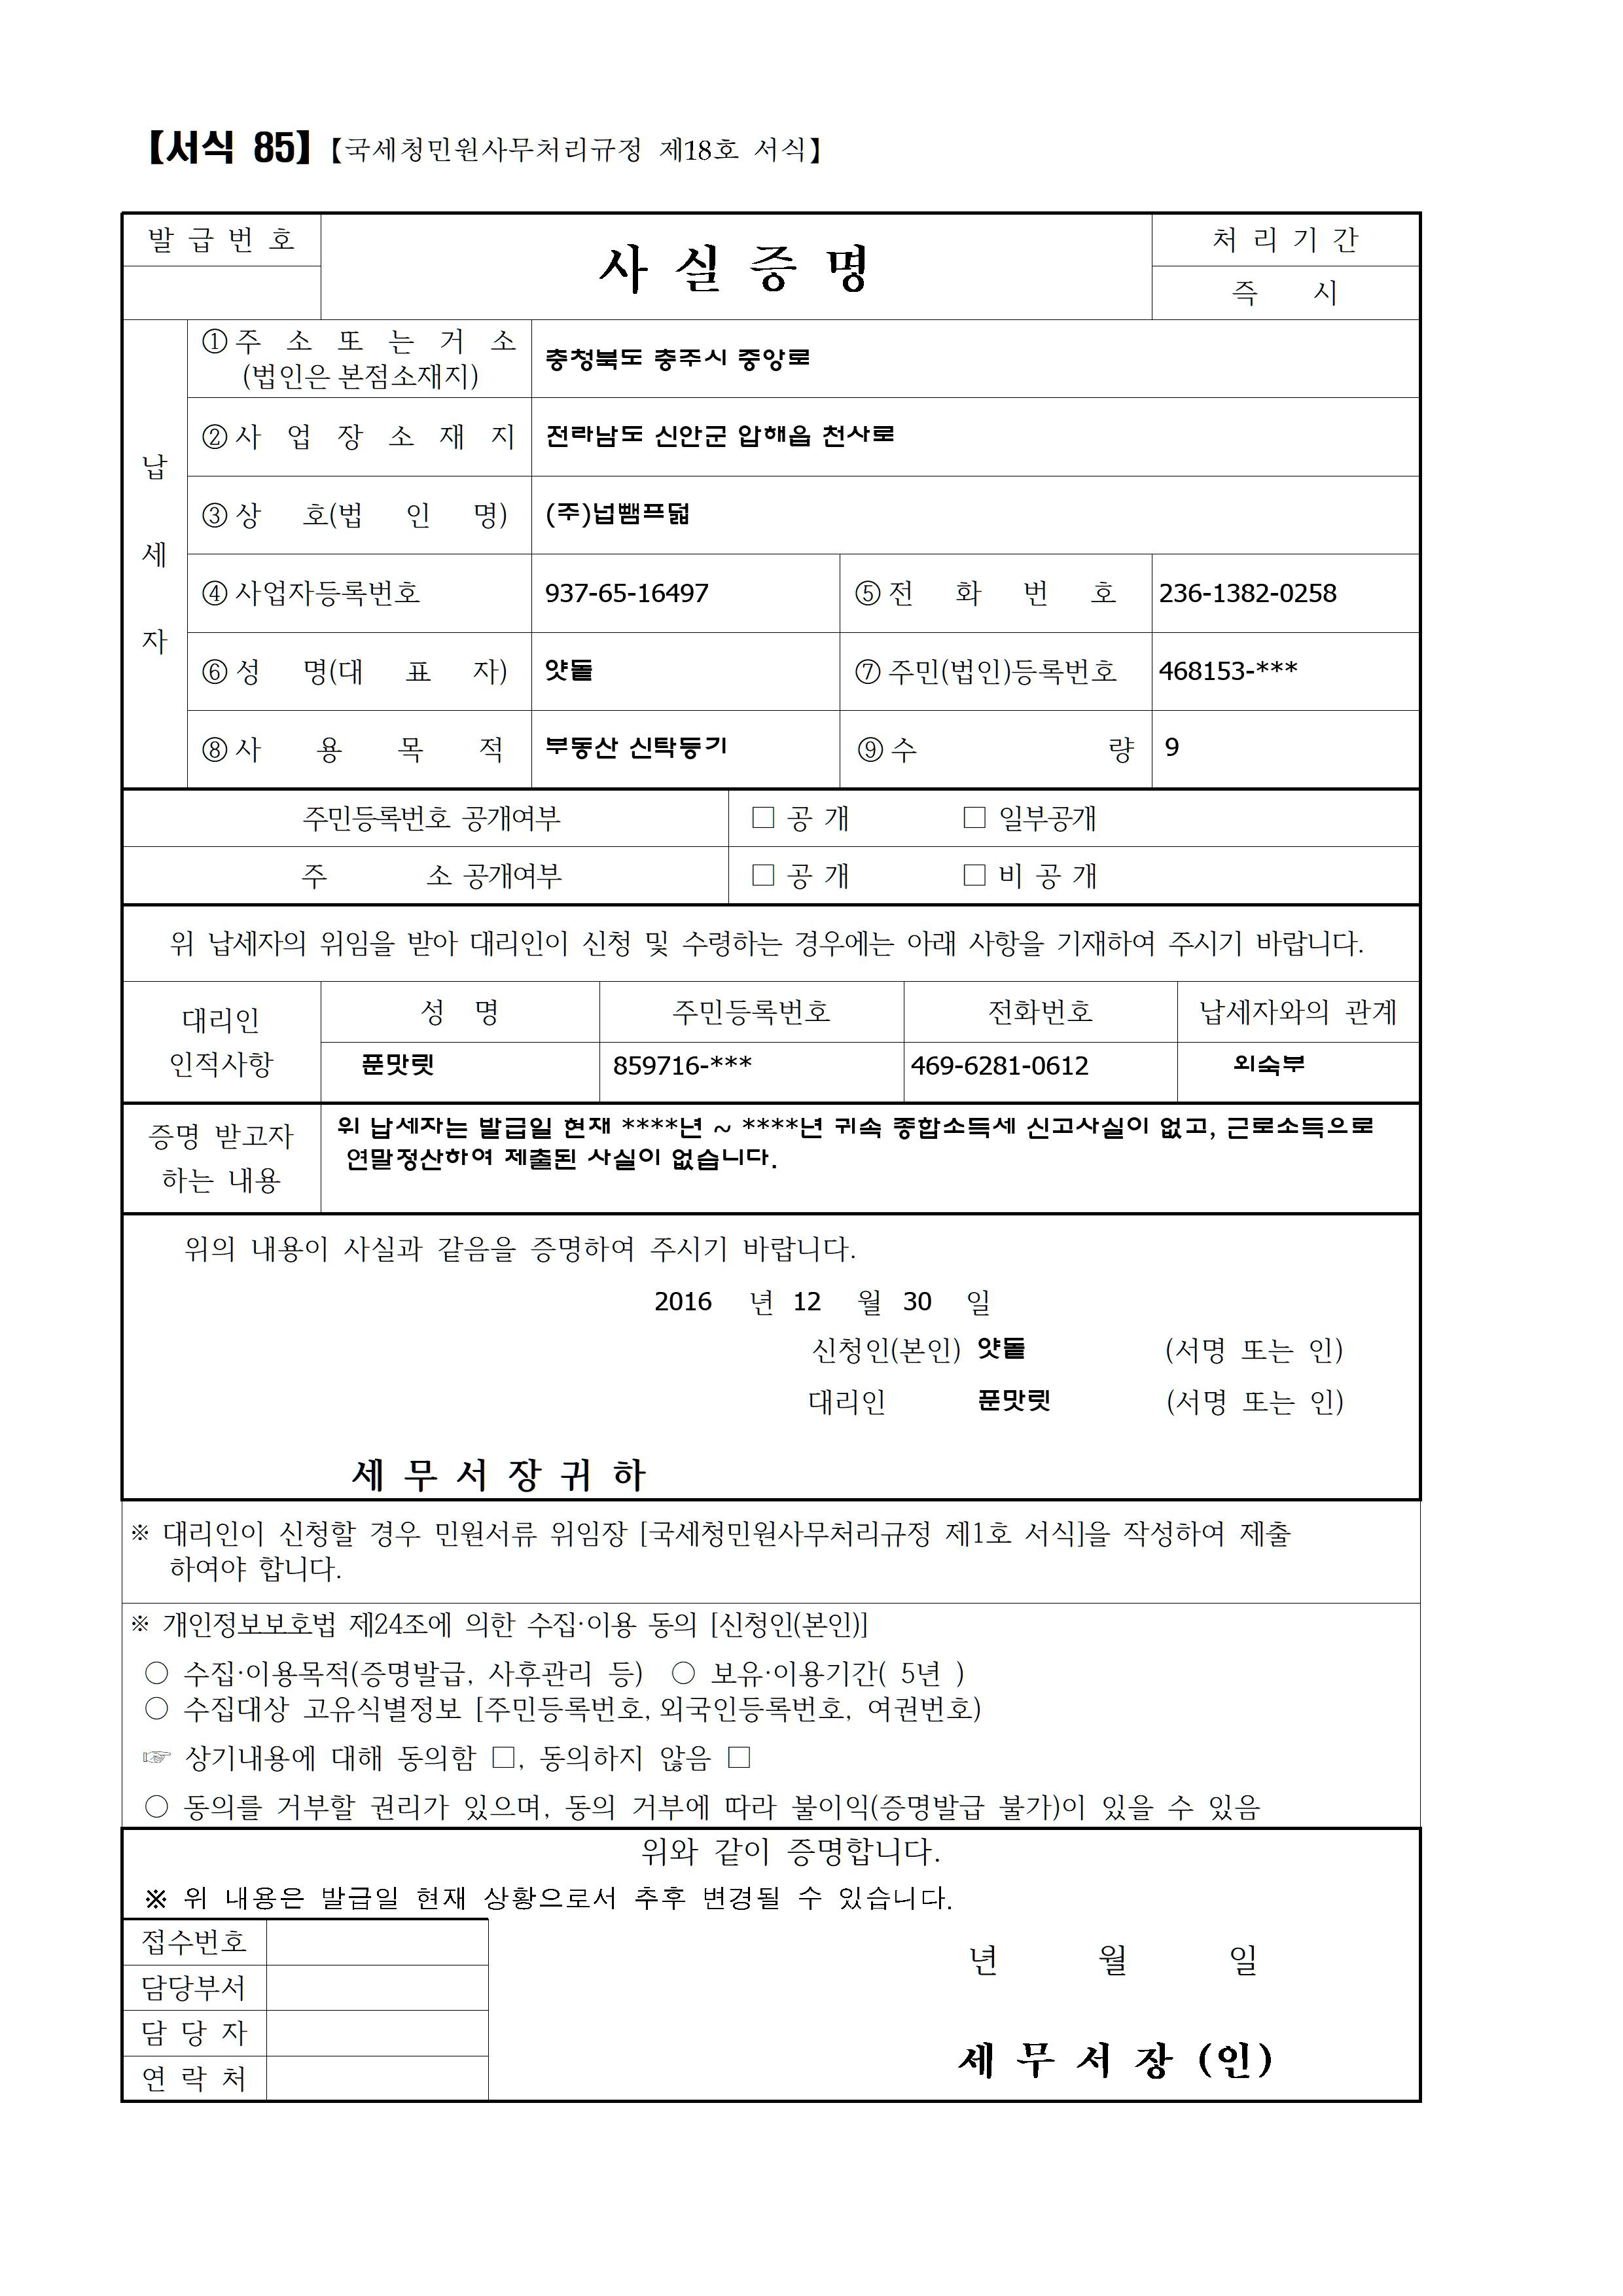 【서식 85】【국세청민원사무처리규정 제18호 서식】
발 급 번 호
사 실 증 명
처 리 기 간
즉 시
납 세 자
① 주 소 또 는 거 소
(법인은 본점소재지)
충청북도 충주시 중앙로
② 사 업 장 소 재 지
전라남도 신안군 압해읍 천사로
③ 상 호(법 인 명)
(주)넙뺌프덟
④ 사업자등록번호
937-65-16497
⑤ 전 화 번 호
236-1382-0258
⑥ 성 명(대 표 자)
얏돝
⑦ 주민(법인)등록번호
468153-***
⑧ 사 용 목 적
부동산 신탁등기
⑨ 수 량
9
주민등록번호 공개여부
□ 공 개 □ 일부공개
주 소 공개여부
□ 공 개 □ 비 공 개
위 납세자의 위임을 받아 대리인이 신청 및 수령하는 경우에는 아래 사항을 기재하여 주시기 바랍니다.
대리인
인적사항
성 명
주민등록번호
전화번호
납세자와의 관계
푼맛륏
859716-***
469-6281-0612
외숙부
증명 받고자
하는 내용
위 납세자는 발급일 현재 ****년 ~ ****년 귀속 종합소득세 신고사실이 없고, 근로소득으로
연말정산하여 제출된 사실이 없습니다.
위의 내용이 사실과 같음을 증명하여 주시기 바랍니다.
2016 년 12 월 30 일
신청인(본인) 얏돝 (서명 또는 인)
대리인 푼맛륏 (서명 또는 인)
세 무 서 장 귀 하
※ 대리인이 신청할 경우 민원서류 위임장 [국세청민원사무처리규정 제1호 서식]을 작성하여 제출
하여야 합니다.
※ 개인정보보호법 제24조에 의한 수집·이용 동의 [신청인(본인)]
○ 수집·이용목적(증명발급, 사후관리 등) ○ 보유·이용기간( 5년 )
○ 수집대상 고유식별정보 [주민등록번호, 외국인등록번호, 여권번호)
☞ 상기내용에 대해 동의함 □, 동의하지 않음 □
○ 동의를 거부할 권리가 있으며, 동의 거부에 따라 불이익(증명발급 불가)이 있을 수 있음
위와 같이 증명합니다.
※ 위 내용은 발급일 현재 상황으로서 추후 변경될 수 있습니다.
접수번호
담당부서
담 당 자
연 락 처
년 월 일
세 무 서 장 (인)